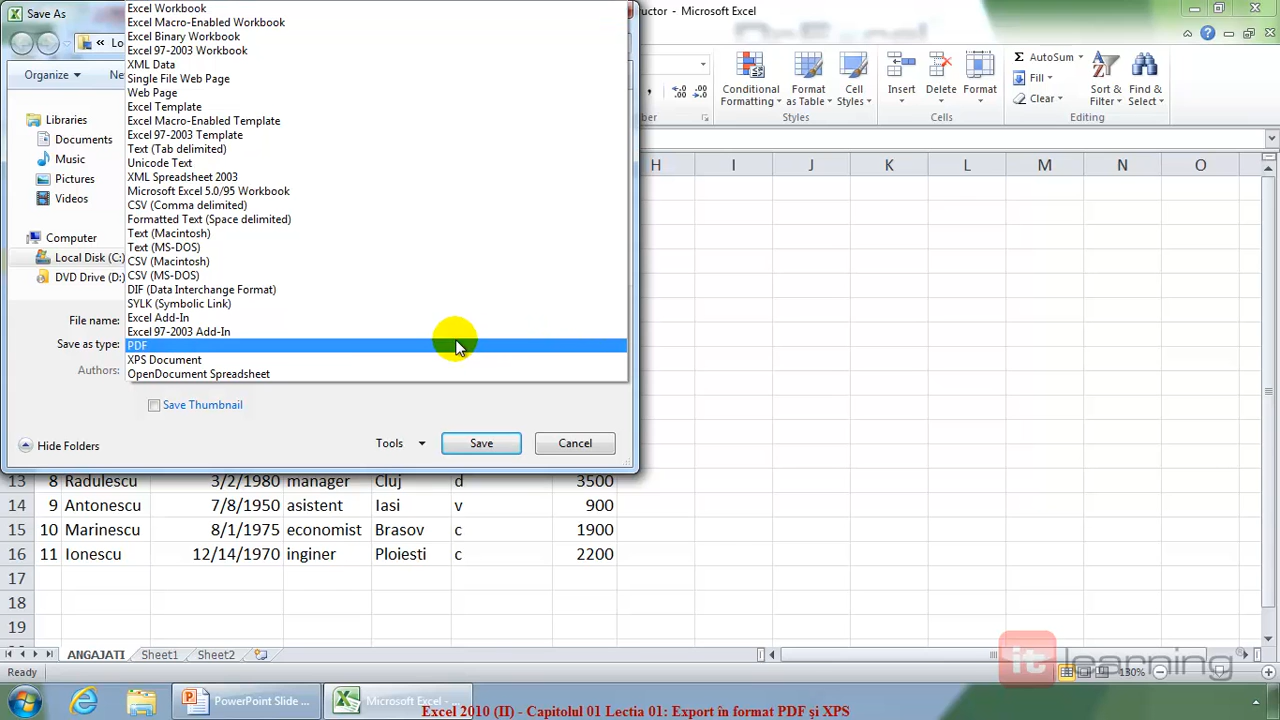 Save As
ctor - Microsoft Excel
Excel Workbook
Excel Macro-Enabled Workbook
Excel Binary Workbook
Excel 97-2003 Workbook
XML Data
Single File Web Page
Web Page
Excel Template
Excel Macro-Enabled Template
Excel 97-2003 Template
Text (Tab delimited)
Unicode Text
XML Spreadsheet 2003
Microsoft Excel 5.0/95 Workbook
CSV (Comma delimited)
Formatted Text (Space delimited)
Text (Macintosh)
Text (MS-DOS)
CSV (Macintosh)
CSV (MS-DOS)
DIF (Data Interchange Format)
SYLK (Symbolic Link)
Excel Add-In
Excel 97-2003 Add-In
PDF
XPS Document
OpenDocument Spreadsheet
« Lo
Organize Ne
Libraries
Documents
Music
Pictures
Videos
Computer
Local Disk (C:)
DVD Drive (D:)
File name:
Save as type:
Authors:
Save Thumbnail
Hide Folders Tools Save Cancel
Conditional Formatting
Format as Table
Cell Styles
Insert Delete Format
Σ AutoSum
Fill
Clear
Sort & Filter
Find & Select
ber Styles Cells Editing
H I J K L M N O
13 8 Radulescu 3/2/1980 manager Cluj d 3500
14 9 Antonescu 7/8/1950 asistent Iasi v 900
15 10 Marinescu 8/1/1975 economist Brasov c 1900
16 11 Ionescu 12/14/1970 inginer Ploiesti c 2200
17
18
19
ANGAJATI Sheet1 Sheet2
it learning
Ready 130%
PowerPoint Slide ... Microsoft Excel - ...
Excel 2010 (II) - Capitolul 01 Lectia 01: Export în format PDF şi XPS